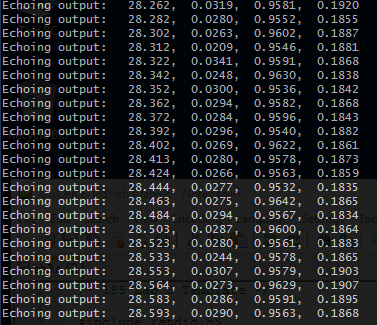 Echoing output:   28.262,  0.0319,  0.9581,  0.1920
Echoing output:   28.282,  0.0280,  0.9552,  0.1855
Echoing output:   28.302,  0.0263,  0.9602,  0.1887
Echoing output:   28.312,  0.0209,  0.9546,  0.1881
Echoing output:   28.322,  0.0341,  0.9591,  0.1868
Echoing output:   28.342,  0.0248,  0.9630,  0.1838
Echoing output:   28.352,  0.0300,  0.9536,  0.1842
Echoing output:   28.362,  0.0294,  0.9582,  0.1868
Echoing output:   28.372,  0.0284,  0.9596,  0.1843
Echoing output:   28.392,  0.0296,  0.9540,  0.1882
Echoing output:   28.402,  0.0269,  0.9622,  0.1861
Echoing output:   28.413,  0.0280,  0.9578,  0.1873
Echoing output:   28.424,  0.0266,  0.9563,  0.1859
Echoing output:   28.444,  0.0277,  0.9532,  0.1835
Echoing output:   28.463,  0.0275,  0.9642,  0.1865
Echoing output:   28.484,  0.0294,  0.9567,  0.1834
Echoing output:   28.503,  0.0287,  0.9600,  0.1864
Echoing output:   28.523,  0.0280,  0.9561,  0.1883
Echoing output:   28.533,  0.0244,  0.9578,  0.1865
Echoing output:   28.553,  0.0307,  0.9579,  0.1903
Echoing output:   28.564,  0.0273,  0.9629,  0.1907
Echoing output:   28.583,  0.0286,  0.9591,  0.1895
Echoing output:   28.593,  0.0290,  0.9563,  0.1868
#include <stdio.h>